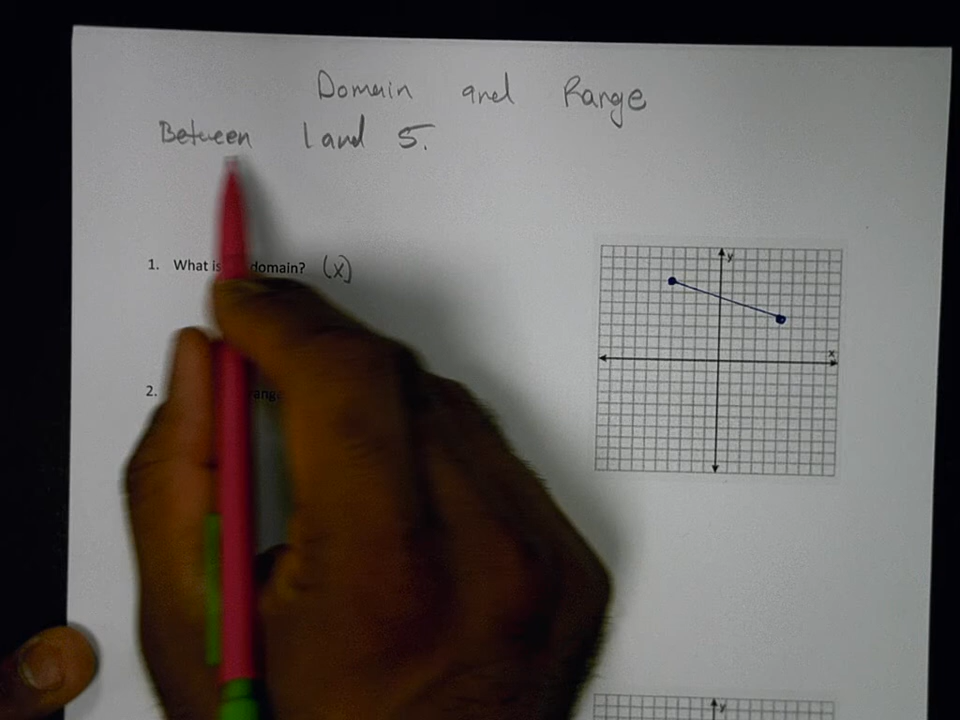 Domain and Range
Between 1 and 5.
1. What is domain? (x)
2.
y
x
y